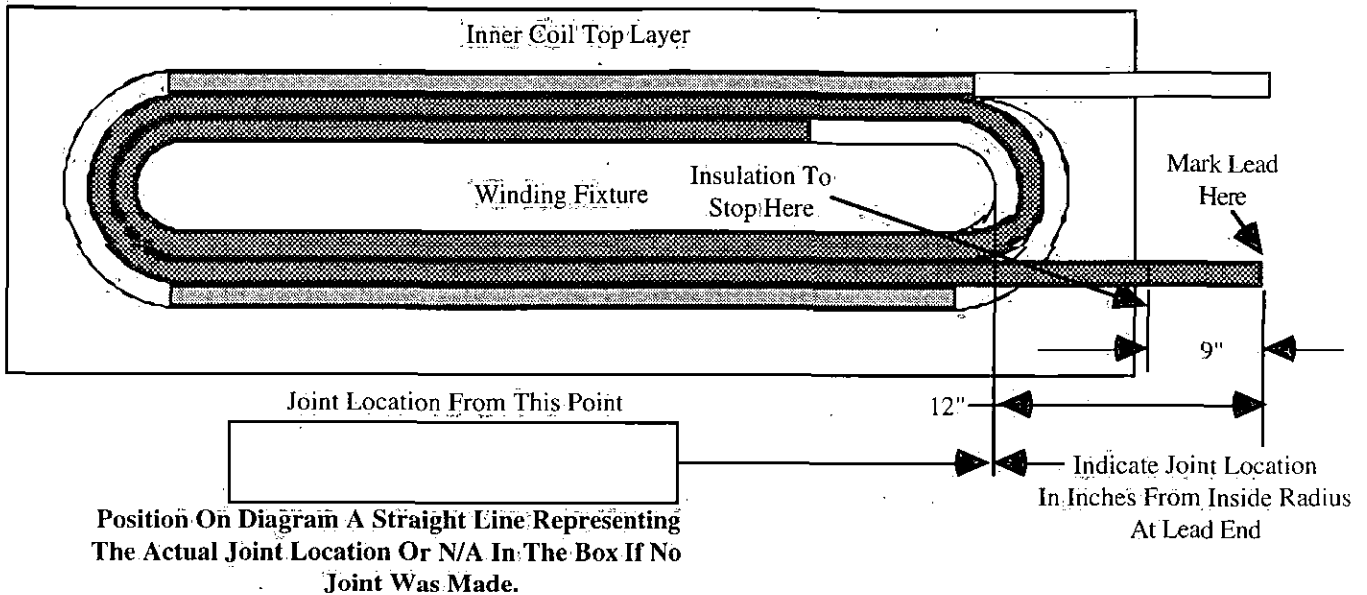 Inner Coil Top Layer
Winding Fixture
Insulation To
Stop Here
Mark Lead
Here
9"
12"
Joint Location From This Point
Indicate Joint Location
In Inches From Inside Radius
At Lead End
Position On Diagram A Straight Line Representing
The Actual Joint Location Or N/A In The Box If No
Joint Was Made.